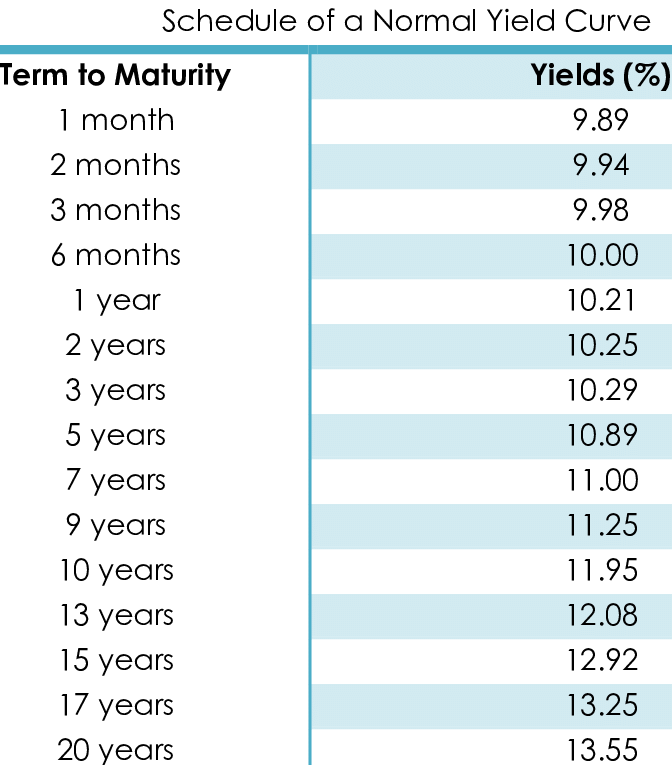 Schedule of a Normal Yield Curve
Term to Maturity Yields (%)
1 month 9.89
2 months 9.94
3 months 9.98
6 months 10.00
1 year 10.21
2 years 10.25
3 years 10.29
5 years 10.89
7 years 11.00
9 years 11.25
10 years 11.95
13 years 12.08
15 years 12.92
17 years 13.25
20 years 13.55